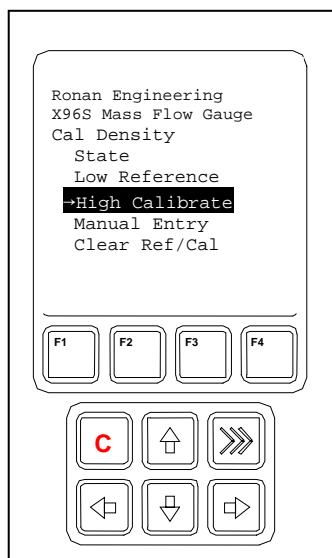 Ronan Engineering
X96S Mass Flow Gauge
Cal Density
State
Low Reference
→High Calibrate
Manual Entry
Clear Ref/Cal
F1 F2 F3 F4
C